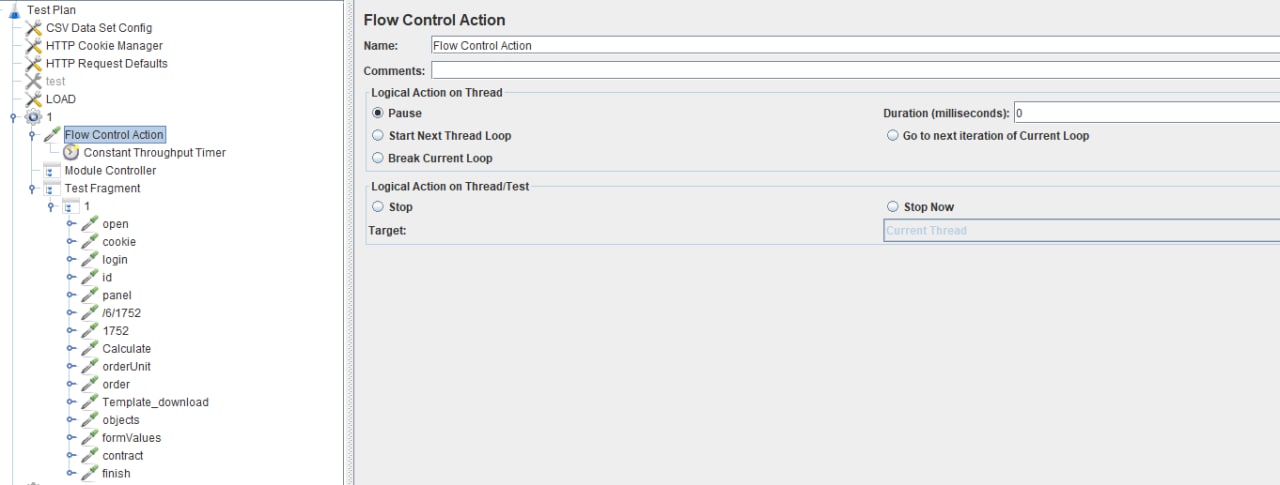 Test Plan
CSV Data Set Config
HTTP Cookie Manager
HTTP Request Defaults
test
LOAD
1
Flow Control Action
Constant Throughput Timer
Module Controller
Test Fragment
1
open
cookie
login
id
panel
/6/1752
1752
Calculate
orderUnit
order
Template_download
objects
formValues
contract
finish
Flow Control Action
Name: Flow Control Action
Comments:
Logical Action on Thread
Pause Duration (milliseconds): 0
Start Next Thread Loop Go to next iteration of Current Loop
Break Current Loop
Logical Action on Thread/Test
Stop Stop Now
Target: Current Thread